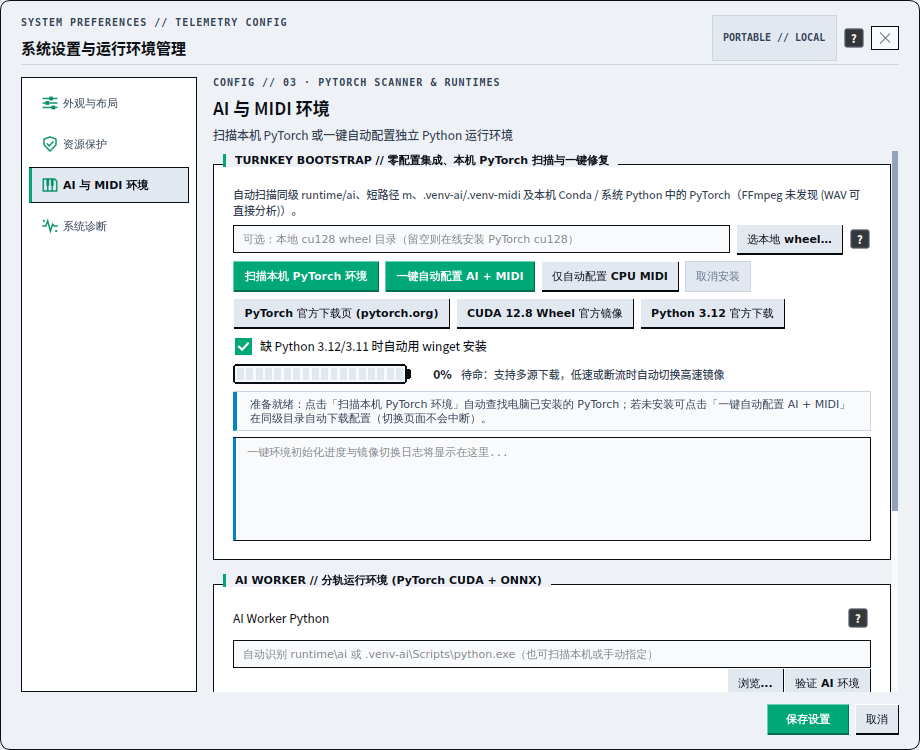 SYSTEM PREFERENCES // TELEMETRY CONFIG
系统设置与运行环境管理
PORTABLE // LOCAL
?
外观与布局
资源保护
AI 与 MIDI 环境
系统诊断
CONFIG // 03 · PYTORCH SCANNER & RUNTIMES
AI 与 MIDI 环境
扫描本机 PyTorch 或一键自动配置独立 Python 运行环境
TURNKEY BOOTSTRAP // 零配置集成、本机 PyTorch 扫描与一键修复
自动扫描同级 runtime/ai、短路径 m、.venv-ai/.venv-midi 及本机 Conda / 系统 Python 中的 PyTorch（FFmpeg 未发现 (WAV 可
直接分析)）。
可选：本地 cu128 wheel 目录（留空则在线安装 PyTorch cu128）
选本地 wheel...
?
扫描本机 PyTorch 环境
一键自动配置 AI + MIDI
仅自动配置 CPU MIDI
取消安装
PyTorch 官方下载页 (pytorch.org)
CUDA 12.8 Wheel 官方镜像
Python 3.12 官方下载
缺 Python 3.12/3.11 时自动用 winget 安装
0% 待命：支持多源下载，低速或断流时自动切换高速镜像
准备就绪：点击「扫描本机 PyTorch 环境」自动查找电脑已安装的 PyTorch；若未安装可点击「一键自动配置 AI + MIDI」
在同级目录自动下载配置（切换页面不会中断）。
一键环境初始化进度与镜像切换日志将显示在这里...
AI WORKER // 分轨运行环境 (PyTorch CUDA + ONNX)
AI Worker Python
?
自动识别 runtime\ai 或 .venv-ai\Scripts\python.exe（也可扫描本机或手动指定）
浏览...
验证 AI 环境
保存设置
取消